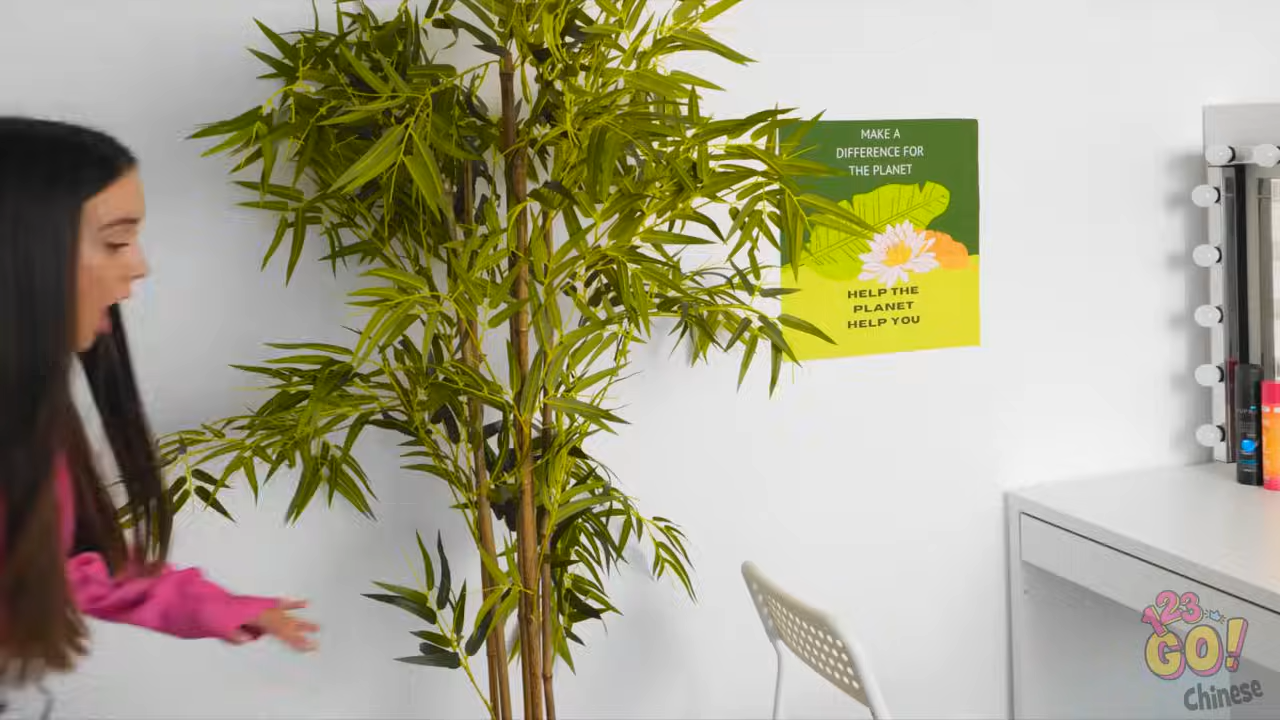 MAKE A
DIFFERENCE FOR
THE PLANET
HELP THE
PLANET
HELP YOU
123
GO!
Chinese